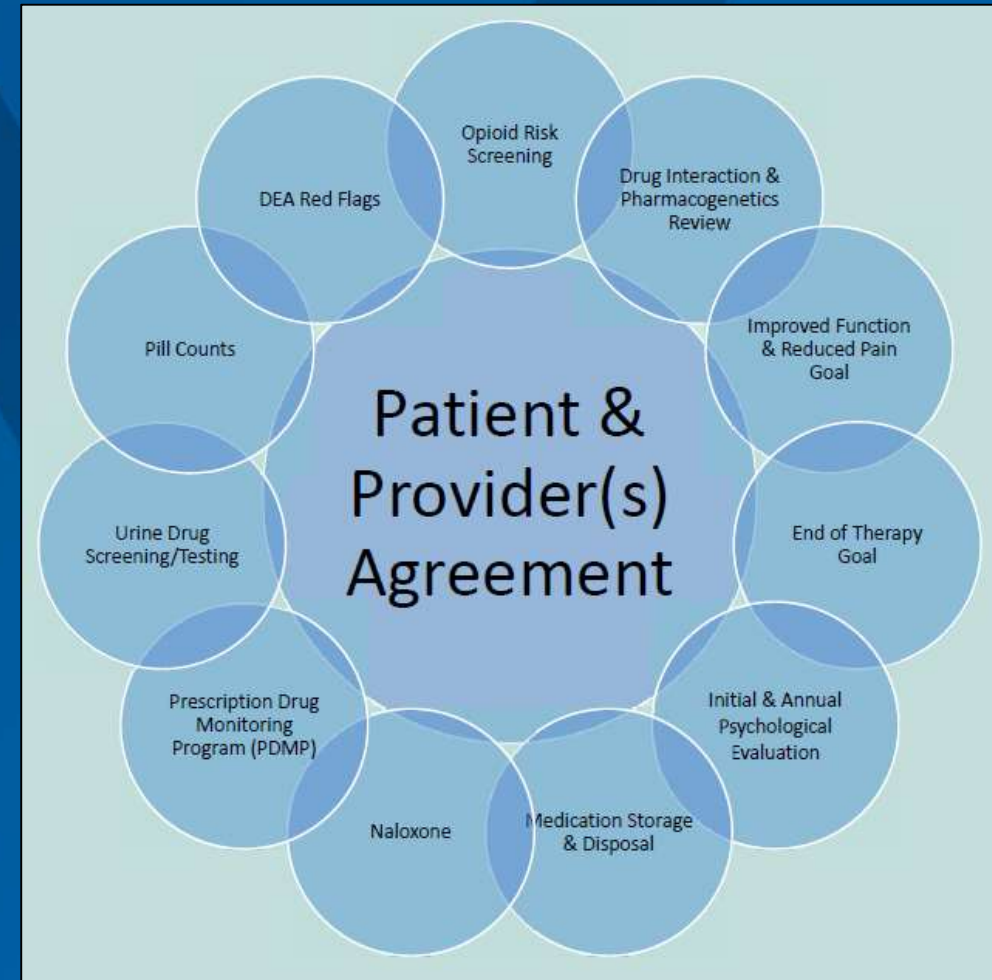 Opioid Risk
Screening
Drug Interaction &
Pharmacogenetics
Review
Improved Function
& Reduced Pain
Goal
End of Therapy
Goal
Initial & Annual
Psychological
Evaluation
Medication Storage
& Disposal
Naloxone
Prescription Drug
Monitoring
Program (PDMP)
Urine Drug
Screening/Testing
Pill Counts
DEA Red Flags
Patient &
Provider(s)
Agreement